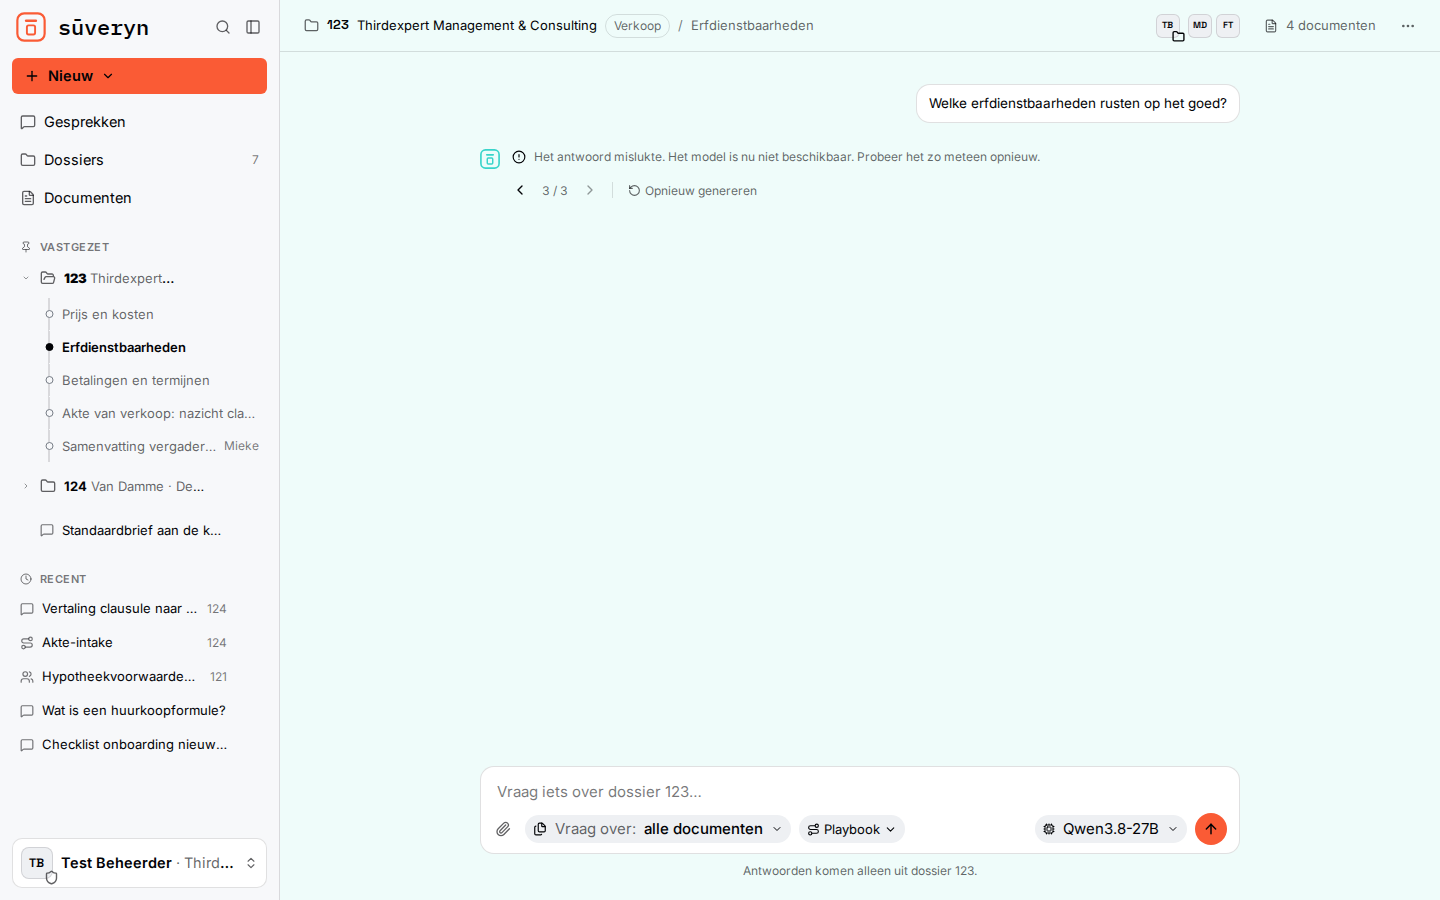 sūveryn
Nieuw
Gesprekken
Dossiers 7
Documenten
VASTGEZET
123 Thirdexpert...
Prijs en kosten
Erfdienstbaarheden
Betalingen en termijnen
Akte van verkoop: nazicht cla...
Samenvatting vergader... Mieke
124 Van Damme · De...
Standaardbrief aan de k...
RECENT
Vertaling clausule naar ... 124
Akte-intake 124
Hypotheekvoorwaarde... 121
Wat is een huurkoopformule?
Checklist onboarding nieuw...
TB Test Beheerder · Third...
123 Thirdexpert Management & Consulting Verkoop / Erfdienstbaarheden
TB MD FT 4 documenten
Welke erfdienstbaarheden rusten op het goed?
Het antwoord mislukte. Het model is nu niet beschikbaar. Probeer het zo meteen opnieuw.
3 / 3 Opnieuw genereren
Vraag iets over dossier 123...
Vraag over: alle documenten Playbook Qwen3.8-27B
Antwoorden komen alleen uit dossier 123.